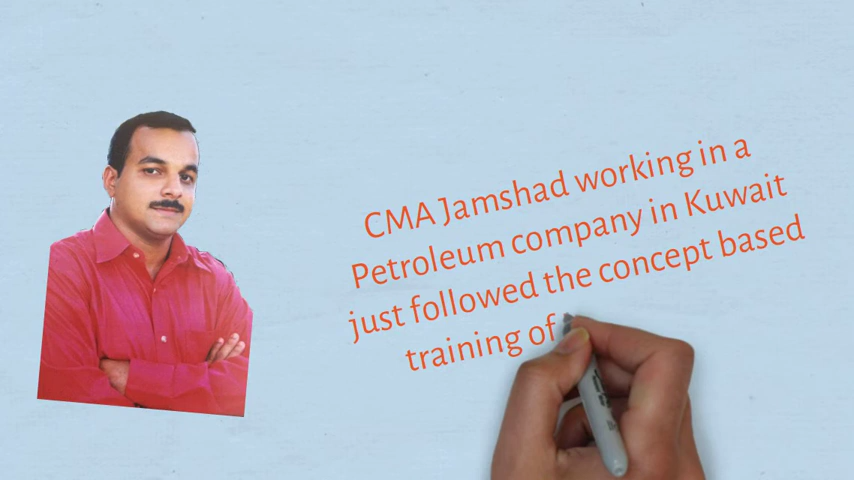 CMA Jamshad working in a
Petroleum company in Kuwait
just followed the concept based
training of